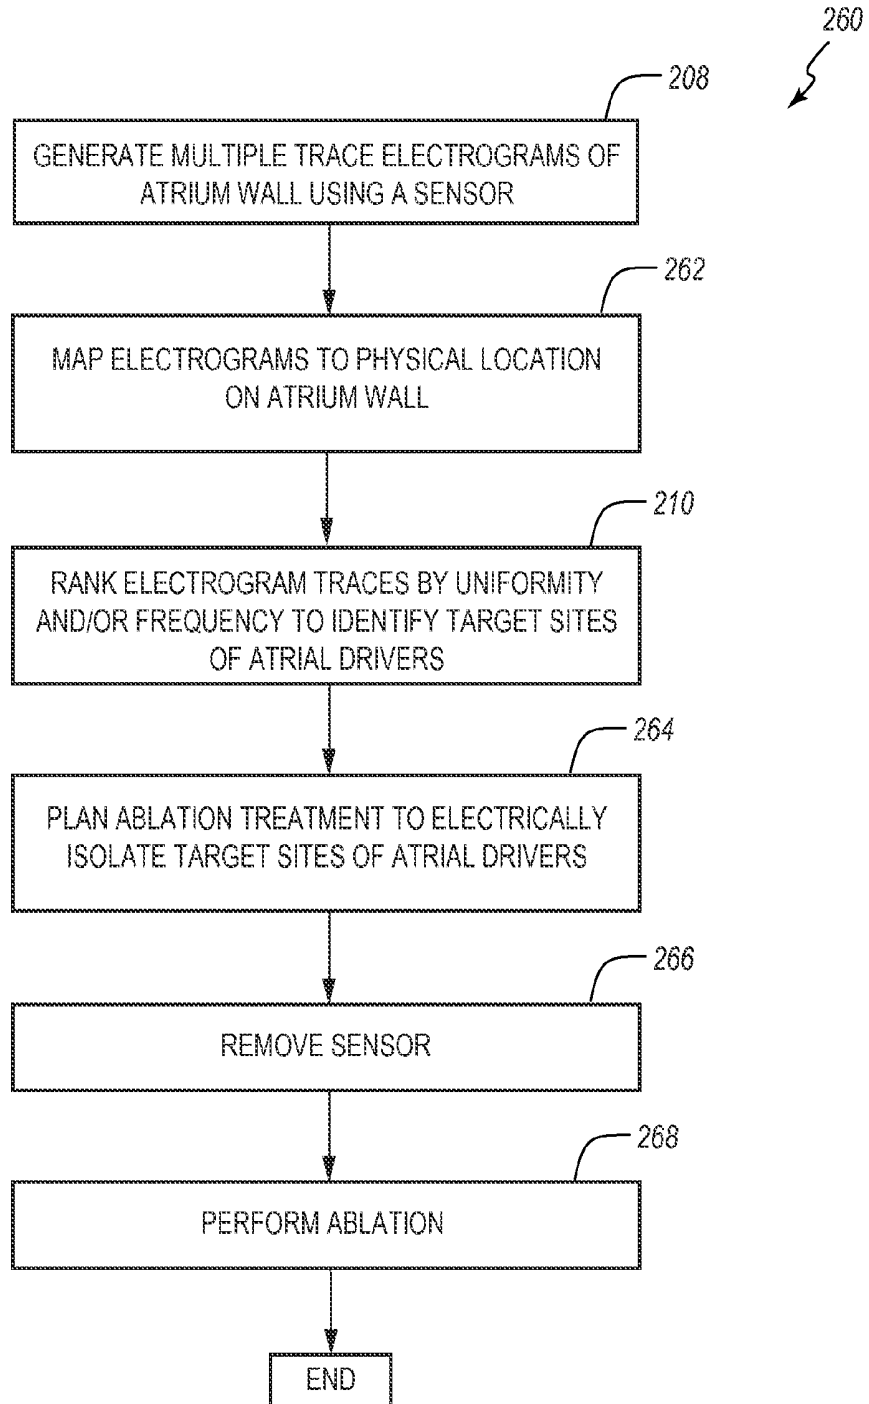 260
208
GENERATE MULTIPLE TRACE ELECTROGRAMS OF
ATRIUM WALL USING A SENSOR
262
MAP ELECTROGRAMS TO PHYSICAL LOCATION
ON ATRIUM WALL
210
RANK ELECTROGRAM TRACES BY UNIFORMITY
AND/OR FREQUENCY TO IDENTIFY TARGET SITES
OF ATRIAL DRIVERS
264
PLAN ABLATION TREATMENT TO ELECTRICALLY
ISOLATE TARGET SITES OF ATRIAL DRIVERS
266
REMOVE SENSOR
268
PERFORM ABLATION
END